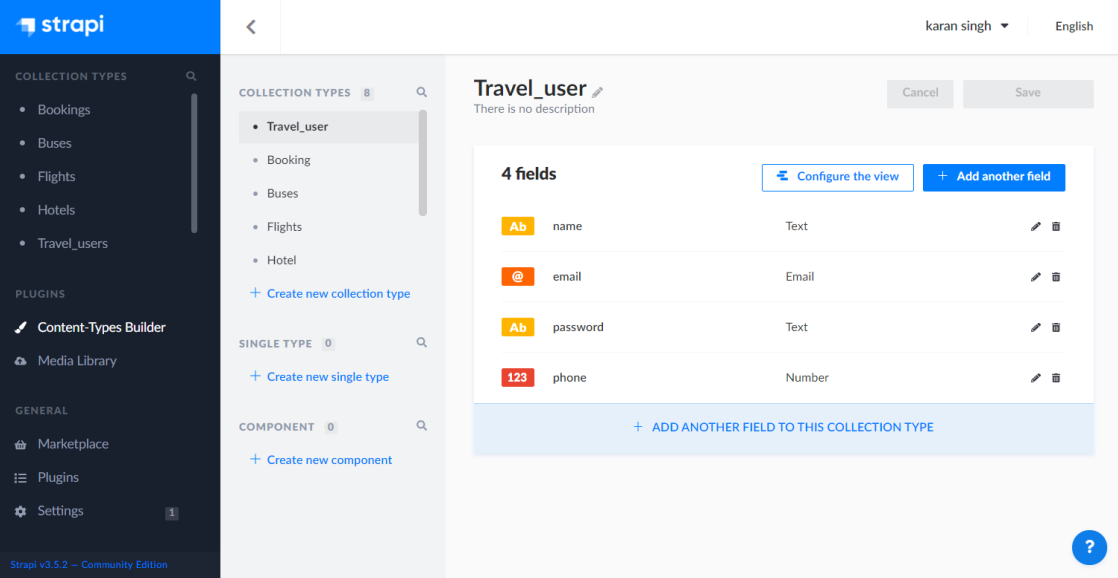 strapi
COLLECTION TYPES
Bookings
Buses
Flights
Hotels
Travel_users
PLUGINS
Content-Types Builder
Media Library
GENERAL
Marketplace
Plugins
Settings 1
Strapi v3.5.2 — Community Edition
karan singh
English
COLLECTION TYPES 8
Travel_user
Booking
Buses
Flights
Hotel
+ Create new collection type
SINGLE TYPE 0
+ Create new single type
COMPONENT 0
+ Create new component
Travel_user
There is no description
Cancel
Save
4 fields
Configure the view
+ Add another field
Ab name Text
@ email Email
Ab password Text
123 phone Number
+ ADD ANOTHER FIELD TO THIS COLLECTION TYPE
?